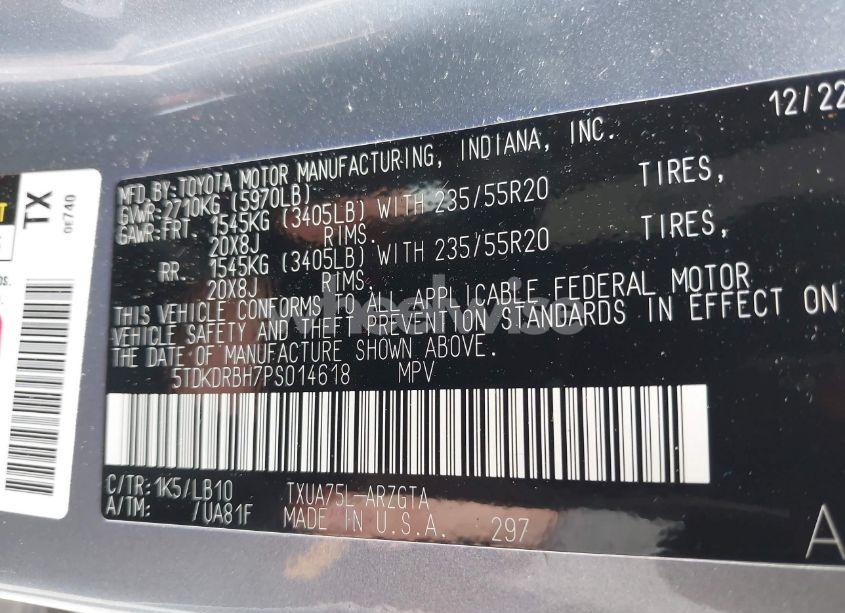 12/22
MFD.BY:TOYOTA MOTOR MANUFACTURING, INDIANA, INC.
GVWR:2710KG (5970LB)
GAWR:FRT. 1545KG (3405LB) WITH 235/55R20 TIRES,
20X8J RIMS.
RR. 1545KG (3405LB) WITH 235/55R20 TIRES,
20X8J RIMS.
THIS VEHICLE CONFORMS TO ALL APPLICABLE FEDERAL MOTOR
VEHICLE SAFETY AND THEFT PREVENTION STANDARDS IN EFFECT ON
THE DATE OF MANUFACTURE SHOWN ABOVE.
5TDKDRBH7PS014618 MPV
C/TR:1K5/LB10 TXUA75L-ARZGTA
A/TM: /UA81F MADE IN U.S.A. 297
A
TX
0E740